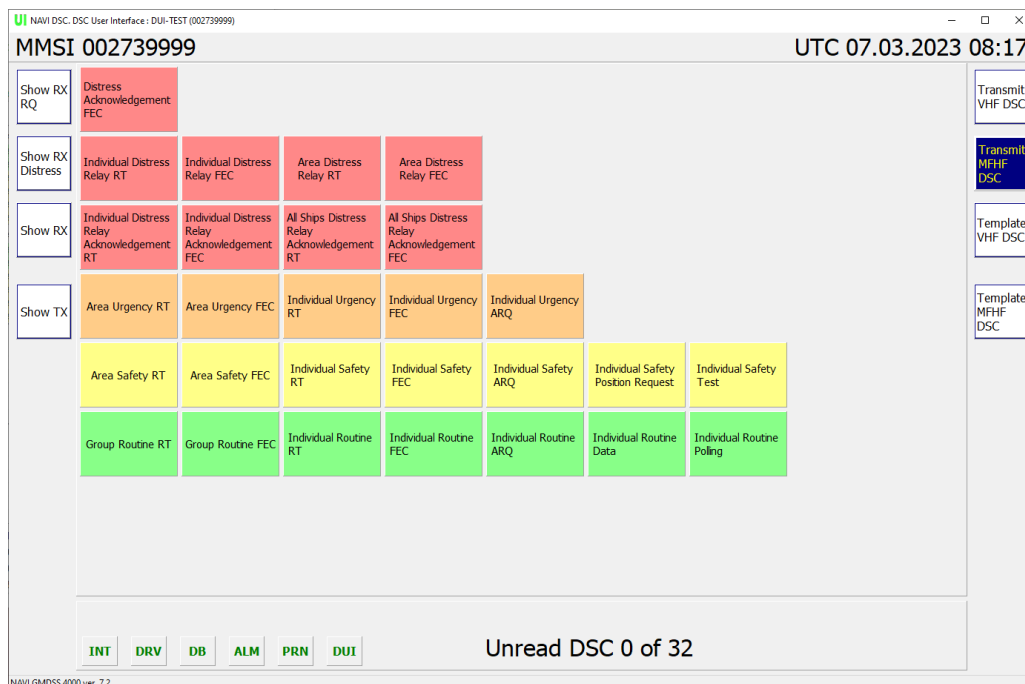 UI NAVI DSC. DSC User Interface : DUI-TEST (002739999)
MMSI 002739999
UTC 07.03.2023 08:17
Show RX
RQ
Show RX
Distress
Show RX
Show TX
Distress
Acknowledgement
FEC
Individual Distress
Relay RT
Individual Distress
Relay FEC
Area Distress
Relay RT
Area Distress
Relay FEC
Individual Distress
Relay
Acknowledgement
RT
Individual Distress
Relay
Acknowledgement
FEC
All Ships Distress
Relay
Acknowledgement
RT
All Ships Distress
Relay
Acknowledgement
FEC
Area Urgency RT
Area Urgency FEC
Individual Urgency
RT
Individual Urgency
FEC
Individual Urgency
ARQ
Area Safety RT
Area Safety FEC
Individual Safety
RT
Individual Safety
FEC
Individual Safety
ARQ
Individual Safety
Position Request
Individual Safety
Test
Group Routine RT
Group Routine FEC
Individual Routine
RT
Individual Routine
FEC
Individual Routine
ARQ
Individual Routine
Data
Individual Routine
Polling
Transmit
VHF DSC
Transmit
MFHF
DSC
Template
VHF DSC
Template
MFHF
DSC
INT DRV DB ALM PRN DUI
Unread DSC 0 of 32
NAVI GMDSS 4000 ver. 7.2